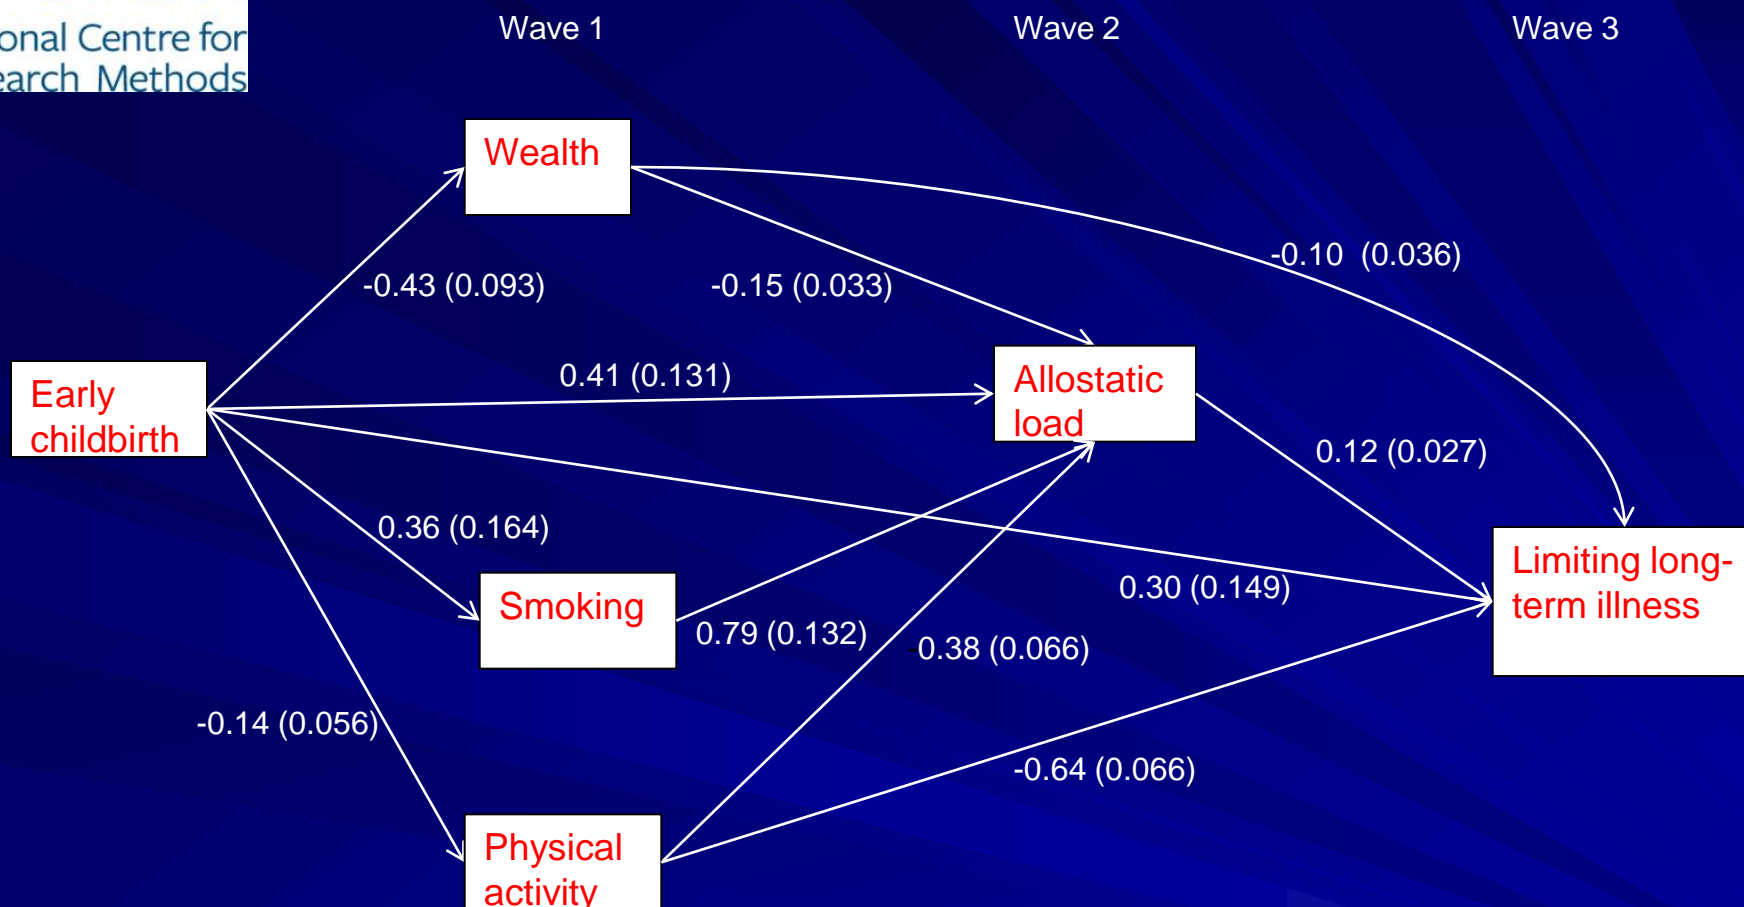 onal Centre for
earch Methods
Wave 1
Wave 2
Wave 3
Wealth
-0.10 (0.036)
-0.43 (0.093)
-0.15 (0.033)
Early
childbirth
0.41 (0.131)
Allostatic
load
0.12 (0.027)
0.36 (0.164)
Smoking
0.79 (0.132)
-0.38 (0.066)
0.30 (0.149)
Limiting long-
term illness
-0.14 (0.056)
-0.64 (0.066)
Physical
activity